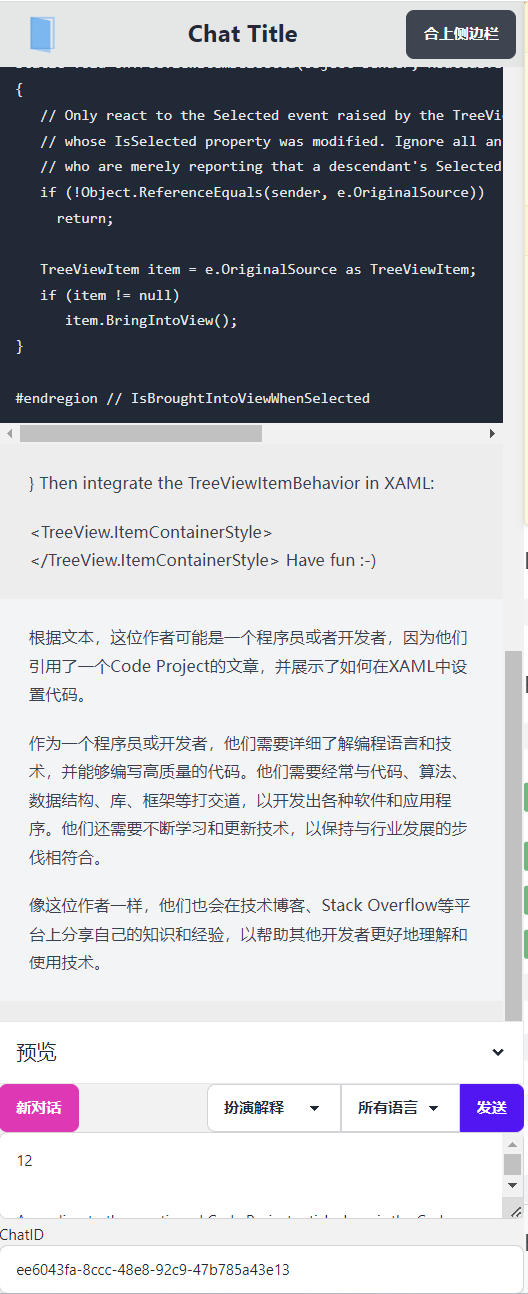 Chat Title
合上侧边栏
{
// Only react to the Selected event raised by the TreeVi
// whose IsSelected property was modified. Ignore all an
// who are merely reporting that a descendant's Selected
if (!Object.ReferenceEquals(sender, e.OriginalSource))
return;
TreeViewItem item = e.OriginalSource as TreeViewItem;
if (item != null)
item.BringIntoView();
}
#endregion // IsBroughtIntoViewWhenSelected
} Then integrate the TreeViewItemBehavior in XAML:
<TreeView.ItemContainerStyle>
</TreeView.ItemContainerStyle> Have fun :-)
根据文本，这位作者可能是一个程序员或者开发者，因为他们
引用了一个Code Project的文章，并展示了如何在XAML中设
置代码。
作为一个程序员或开发者，他们需要详细了解编程语言和技
术，并能够编写高质量的代码。他们需要经常与代码、算法、
数据结构、库、框架等打交道，以开发出各种软件和应用程
序。他们还需要不断学习和更新技术，以保持与行业发展的步
伐相符合。
像这位作者一样，他们也会在技术博客、Stack Overflow等平
台上分享自己的知识和经验，以帮助其他开发者更好地理解和
使用技术。
预览
新对话
扮演解释
所有语言
发送
12
ChatID
ee6043fa-8ccc-48e8-92c9-47b785a43e13